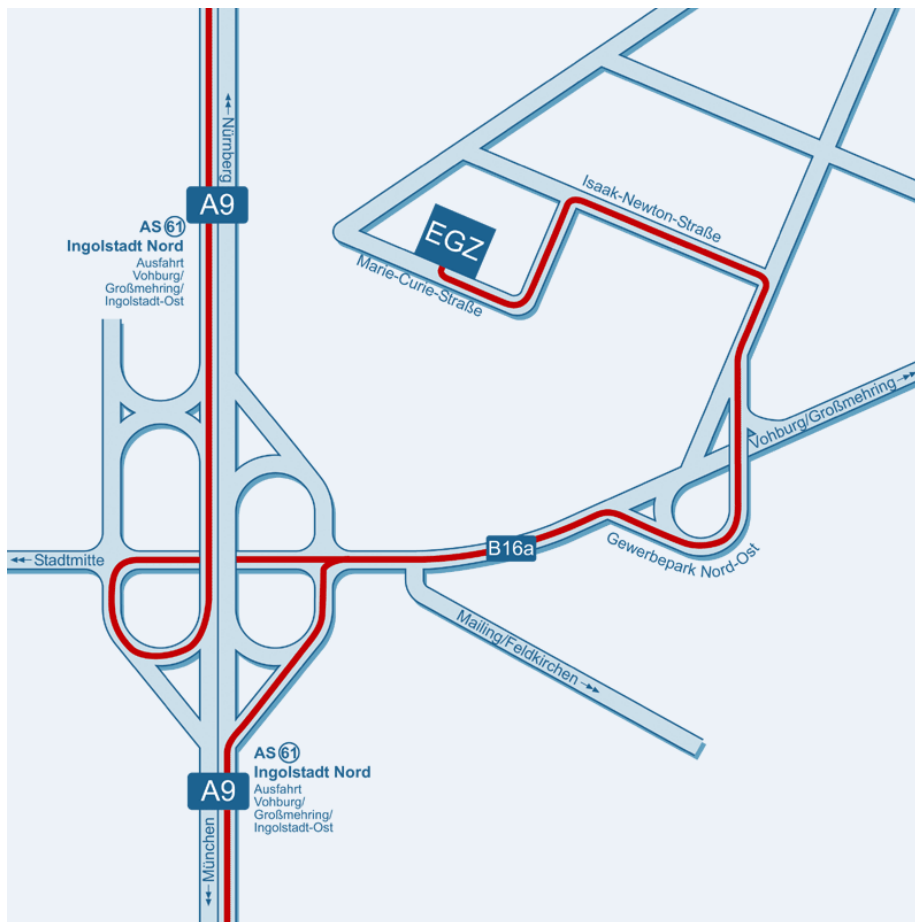 Nürnberg
A9
AS 61
Ingolstadt Nord
Ausfahrt
Vohburg/
Großmehring/
Ingolstadt-Ost
Isaak-Newton-Straße
EGZ
Marie-Curie-Straße
Vohburg/Großmehring
Stadtmitte
B16a
Gewerbepark Nord-Ost
Mailing/Feldkirchen
AS 61
Ingolstadt Nord
Ausfahrt
Vohburg/
Großmehring/
Ingolstadt-Ost
A9
München